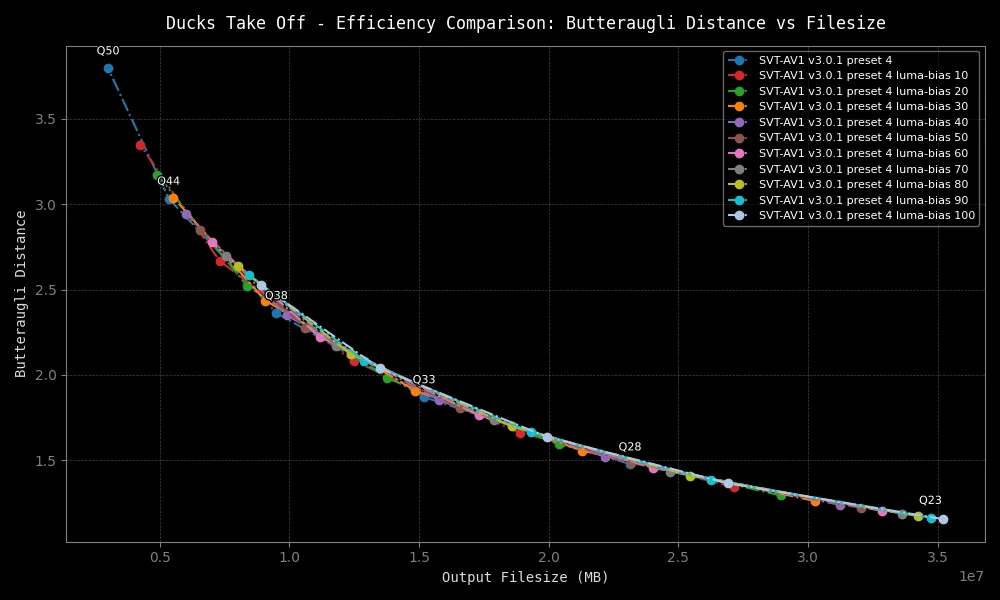 Ducks Take Off - Efficiency Comparison: Butteraugli Distance vs Filesize
Q50
Q44
Q38
Q33
Q28
Q23
SVT-AV1 v3.0.1 preset 4
SVT-AV1 v3.0.1 preset 4 luma-bias 10
SVT-AV1 v3.0.1 preset 4 luma-bias 20
SVT-AV1 v3.0.1 preset 4 luma-bias 30
SVT-AV1 v3.0.1 preset 4 luma-bias 40
SVT-AV1 v3.0.1 preset 4 luma-bias 50
SVT-AV1 v3.0.1 preset 4 luma-bias 60
SVT-AV1 v3.0.1 preset 4 luma-bias 70
SVT-AV1 v3.0.1 preset 4 luma-bias 80
SVT-AV1 v3.0.1 preset 4 luma-bias 90
SVT-AV1 v3.0.1 preset 4 luma-bias 100
Butteraugli Distance
3.5
3.0
2.5
2.0
1.5
0.5 1.0 1.5 2.0 2.5 3.0 3.5
1e7
Output Filesize (MB)